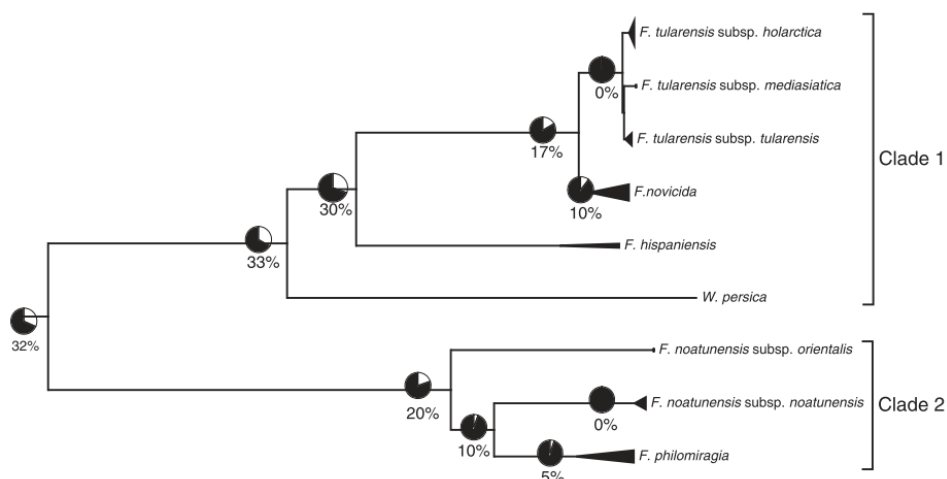 F. tularensis subsp. holarctica
0%
F. tularensis subsp. mediasiatica
F. tularensis subsp. tularensis
17%
Clade 1
F.novicida
10%
30%
F. hispaniensis
33%
W. persica
32%
F. noatunensis subsp. orientalis
20%
F. noatunensis subsp. noatunensis
0%
Clade 2
10%
F. philomiragia
5%